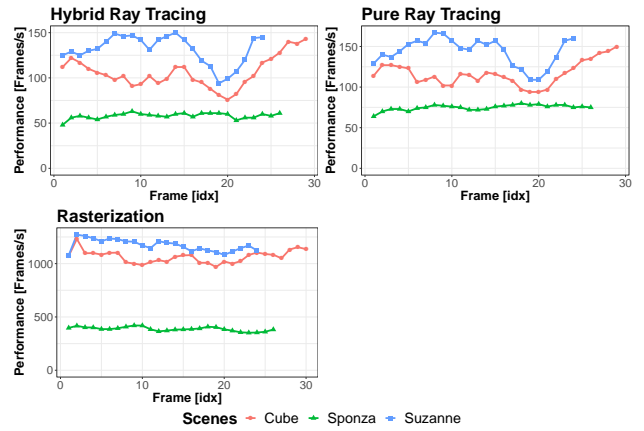 Hybrid Ray Tracing
Performance [Frames/s]
150
100
50
0
0 10 20 30
Frame [idx]
Pure Ray Tracing
Performance [Frames/s]
150
100
50
0
0 10 20 30
Frame [idx]
Rasterization
Performance [Frames/s]
1000
500
0
0 10 20 30
Frame [idx]
Scenes Cube Sponza Suzanne